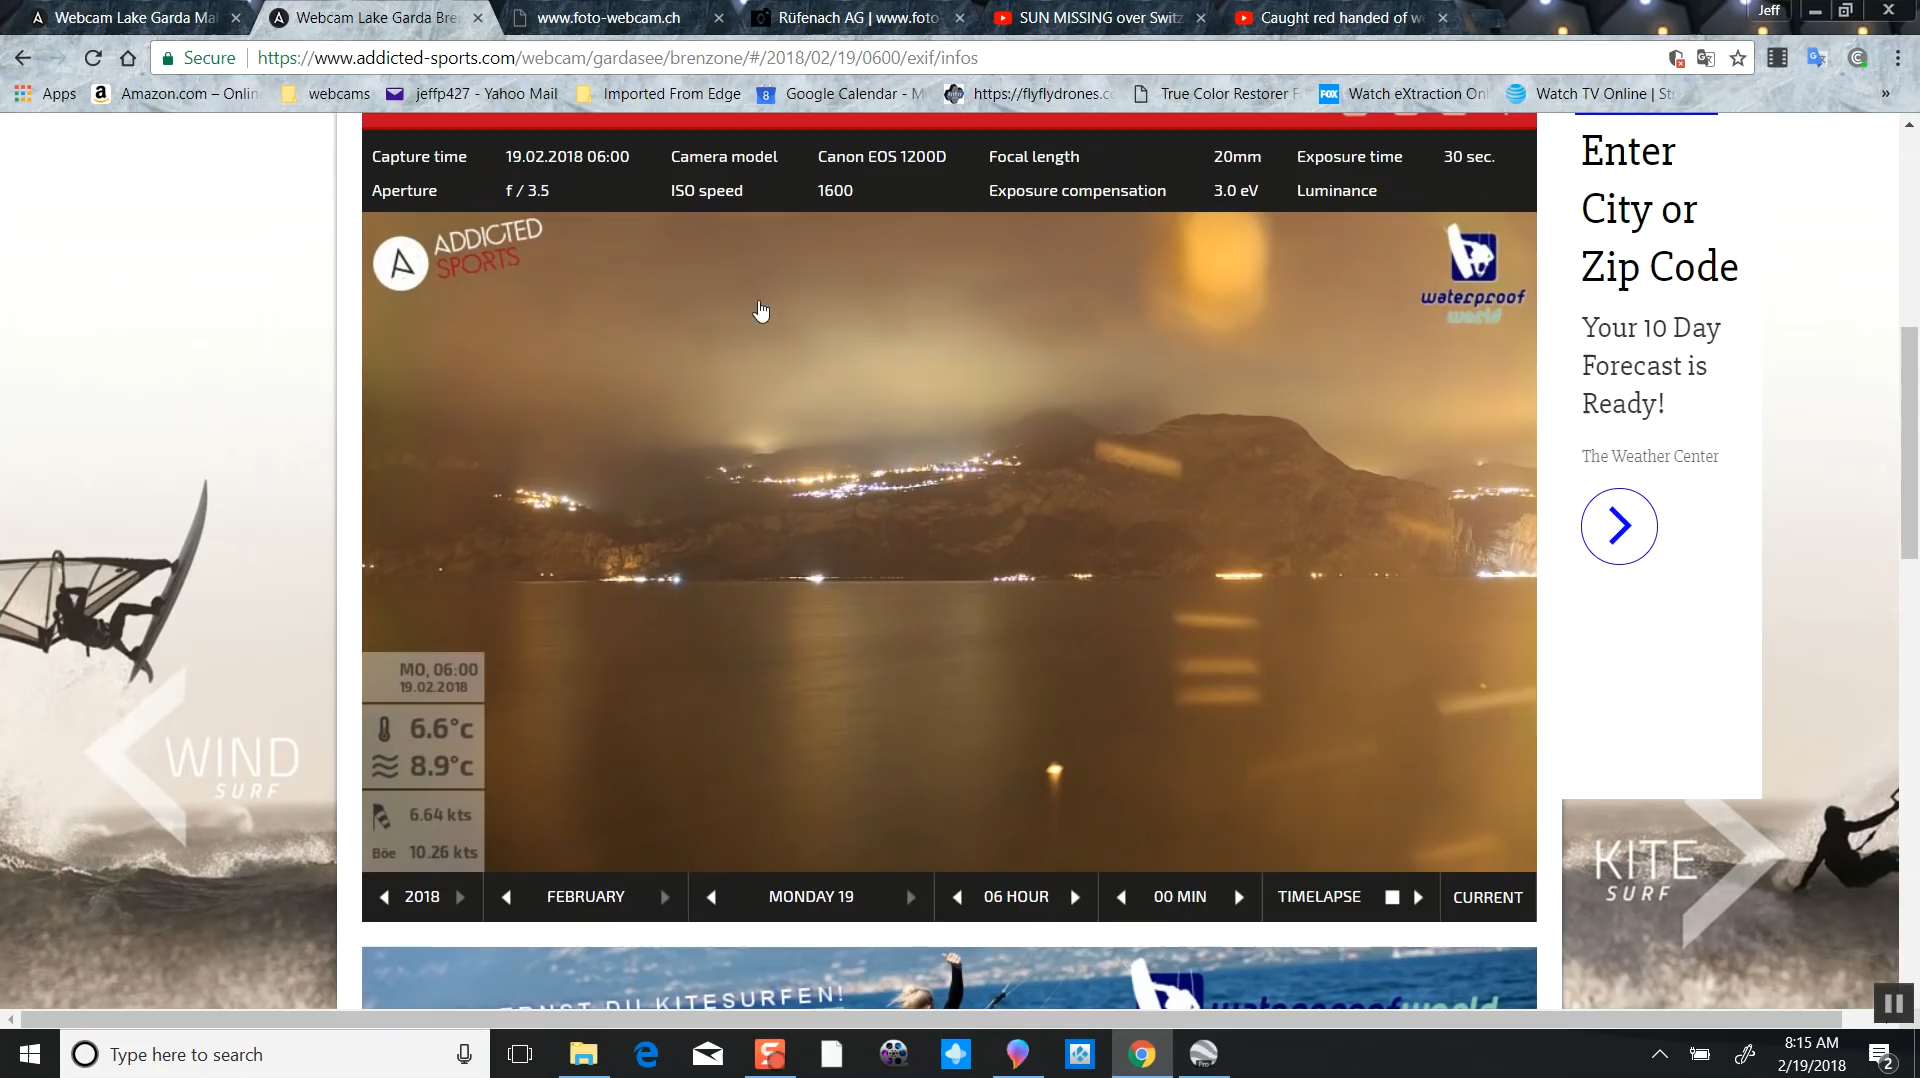 Webcam Lake Garda Ma
Webcam Lake Garda Bre
www.foto-webcam.ch
Rüfenach AG | www.foto-
SUN MISSING over Switz
Caught red handed of w
Jeff
Secure
https://www.addicted-sports.com/webcam/gardasee/brenzone/#/2018/02/19/0600/exif/infos
Apps
Amazon.com – Onlin
webcams
jeffp427 - Yahoo Mail
Imported From Edge
8
Google Calendar - M
https://flyflydrones.c
True Color Restorer F
FOX
Watch eXtraction Onl
Watch TV Online | Str
»
Capture time 19.02.2018 06:00 Camera model Canon EOS 1200D Focal length 20mm Exposure time 30 sec.
Aperture f / 3.5 ISO speed 1600 Exposure compensation 3.0 eV Luminance
ADDICTED
SPORTS
waterproof
world
Enter
City or
Zip Code
Your 10 Day
Forecast is
Ready!
The Weather Center
MO, 06:00
19.02.2018
6.6°c
8.9°c
6.64 kts
Böe 10.26 kts
WIND
SURF
KITE
SURF
2018
FEBRUARY
MONDAY 19
06 HOUR
00 MIN
TIMELAPSE
CURRENT
ERNST DU KITESURFEN!
Type here to search
Pro
8:15 AM
2/19/2018
2